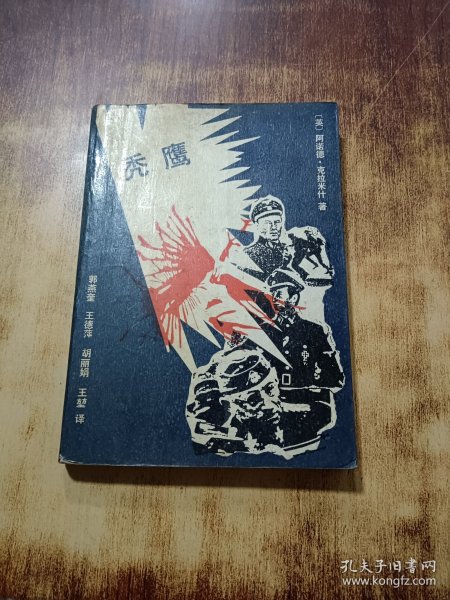 秃鹰
〔英〕阿诺德·克拉米什 著
郭燕奎 王德萍 胡丽娟 王堃 译
孔夫子旧书网
www.kongfz.com